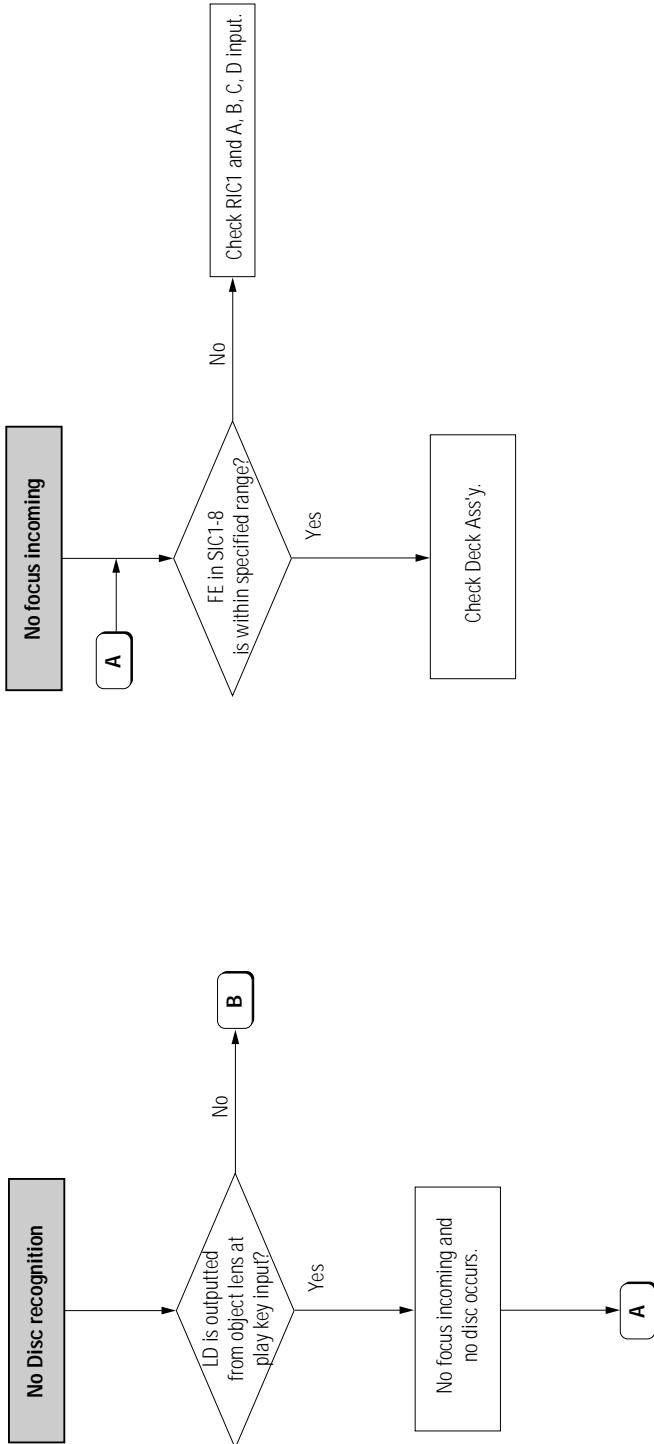 No Disc recognition
LD is outputted
from object lens at
play key input?
No
B
Yes
No focus incoming and
no disc occurs.
A
No focus incoming
A
FE in SIC1-8
is within specified range?
No
Check RIC1 and A, B, C, D input.
Yes
Check Deck Ass'y.